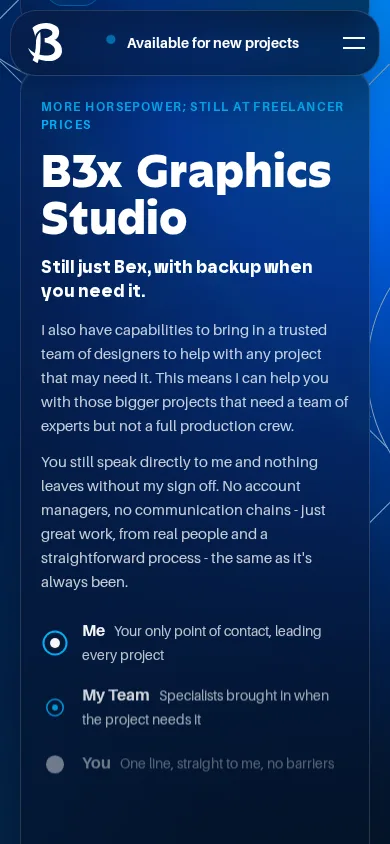 B
Available for new projects
MORE HORSEPOWER; STILL AT FREELANCER
PRICES
B3x Graphics
Studio
Still just Bex, with backup when
you need it.
I also have capabilities to bring in a trusted
team of designers to help with any project
that may need it. This means I can help you
with those bigger projects that need a team of
experts but not a full production crew.
You still speak directly to me and nothing
leaves without my sign off. No account
managers, no communication chains - just
great work, from real people and a
straightforward process - the same as it's
always been.
Me Your only point of contact, leading
every project
My Team Specialists brought in when
the project needs it
You One line, straight to me, no barriers